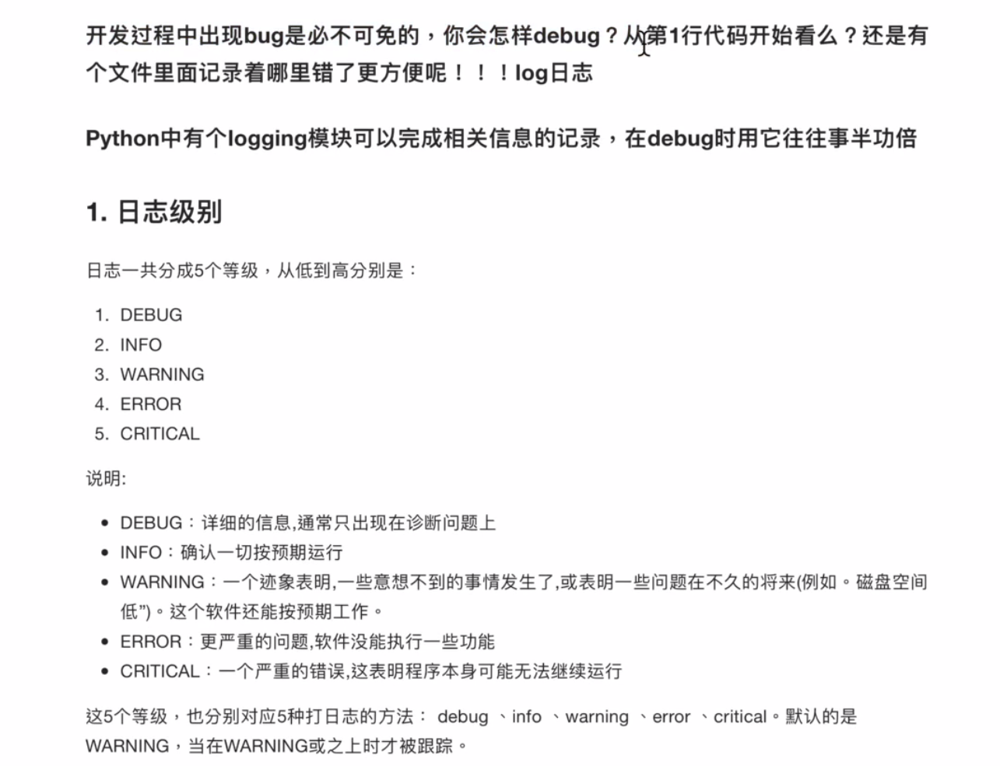 开发过程中出现bug是必不可免的，你会怎样debug？从第1行代码开始看么？还是有
个文件里面记录着哪里错了更方便呢！！！log日志
Python中有个logging模块可以完成相关信息的记录，在debug时用它往往事半功倍
1. 日志级别
日志一共分成5个等级，从低到高分别是：
1. DEBUG
2. INFO
3. WARNING
4. ERROR
5. CRITICAL
说明:
• DEBUG：详细的信息,通常只出现在诊断问题上
• INFO：确认一切按预期运行
• WARNING：一个迹象表明,一些意想不到的事情发生了,或表明一些问题在不久的将来(例如。磁盘空间
低”)。这个软件还能按预期工作。
• ERROR：更严重的问题,软件没能执行一些功能
• CRITICAL：一个严重的错误,这表明程序本身可能无法继续运行
这5个等级，也分别对应5种打日志的方法： debug 、info 、warning 、error 、critical。默认的是
WARNING，当在WARNING或之上时才被跟踪。